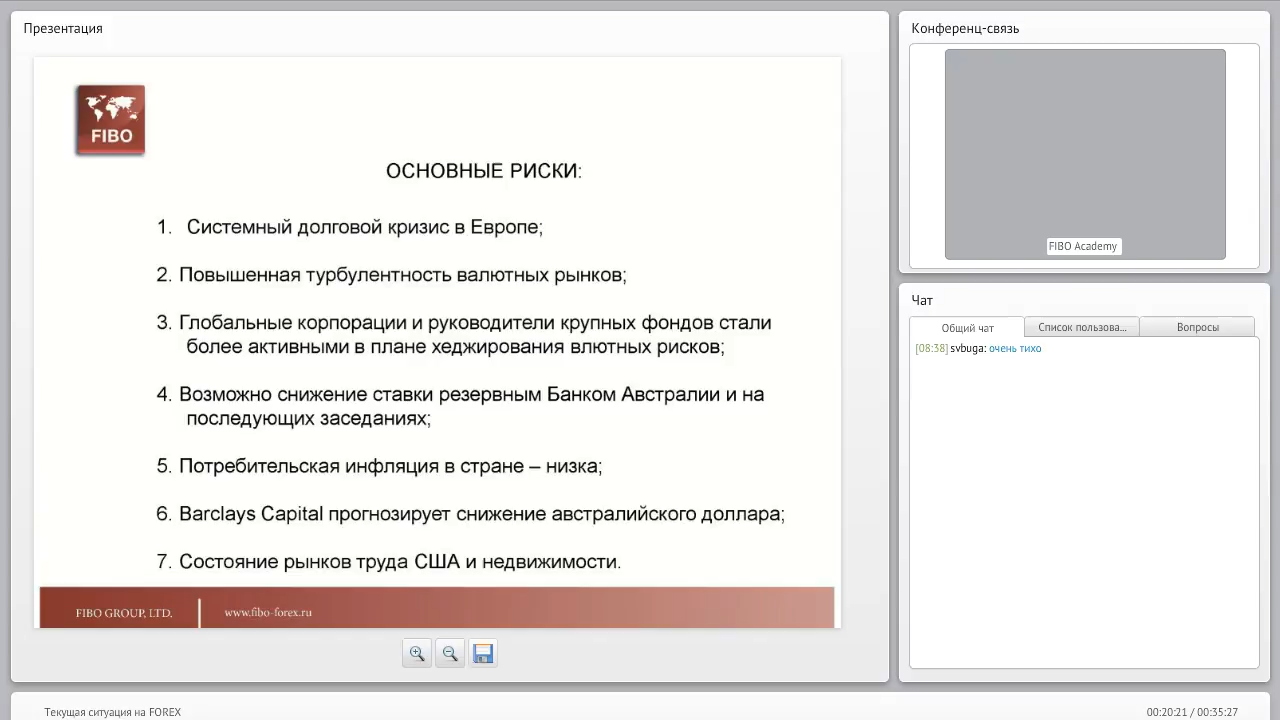 Презентация
FIBO
ОСНОВНЫЕ РИСКИ:
1. Системный долговой кризис в Европе;
2. Повышенная турбулентность валютных рынков;
3. Глобальные корпорации и руководители крупных фондов стали
более активными в плане хеджирования влютных рисков;
4. Возможно снижение ставки резервным Банком Австралии и на
последующих заседаниях;
5. Потребительская инфляция в стране – низка;
6. Barclays Capital прогнозирует снижение австралийского доллара;
7. Состояние рынков труда США и недвижимости.
FIBO GROUP, LTD. www.fibo-forex.ru
Конференц-связь
FIBO Academy
Чат
Общий чат Список пользова... Вопросы
[08:38] svbuga: очень тихо
Текущая ситуация на FOREX 00:20:21 / 00:35:27